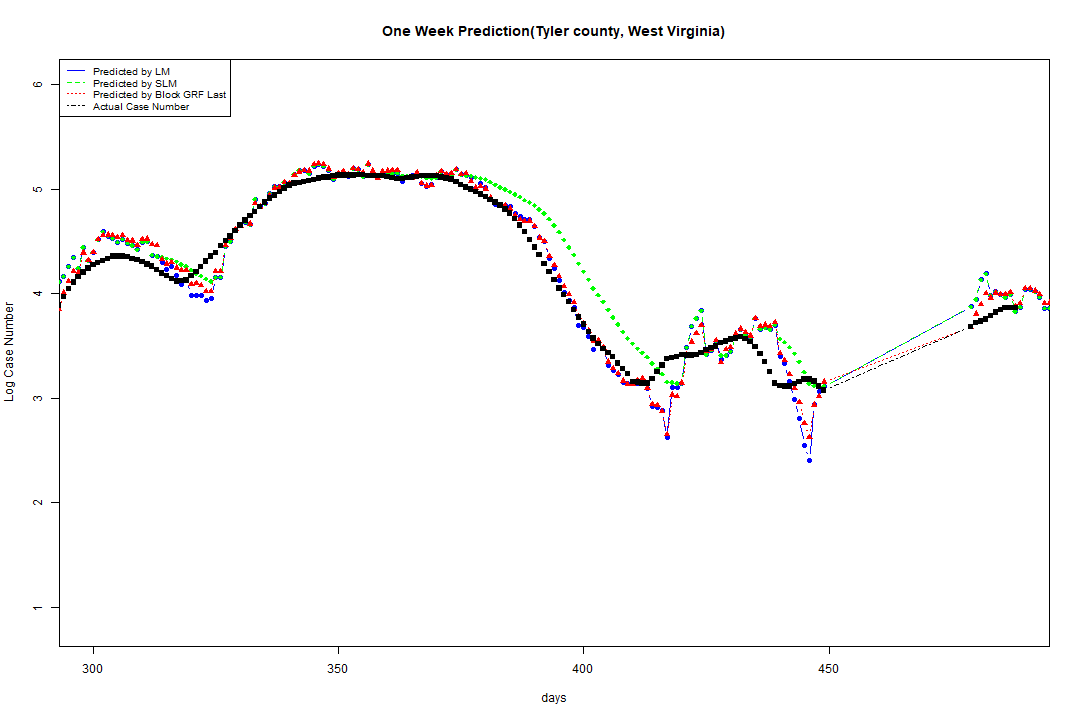 One Week Prediction(Tyler county, West Virginia)
Predicted by LM
Predicted by SLM
Predicted by Block GRF Last
Actual Case Number
6
5
4
3
2
1
Log Case Number
300 350 400 450
days